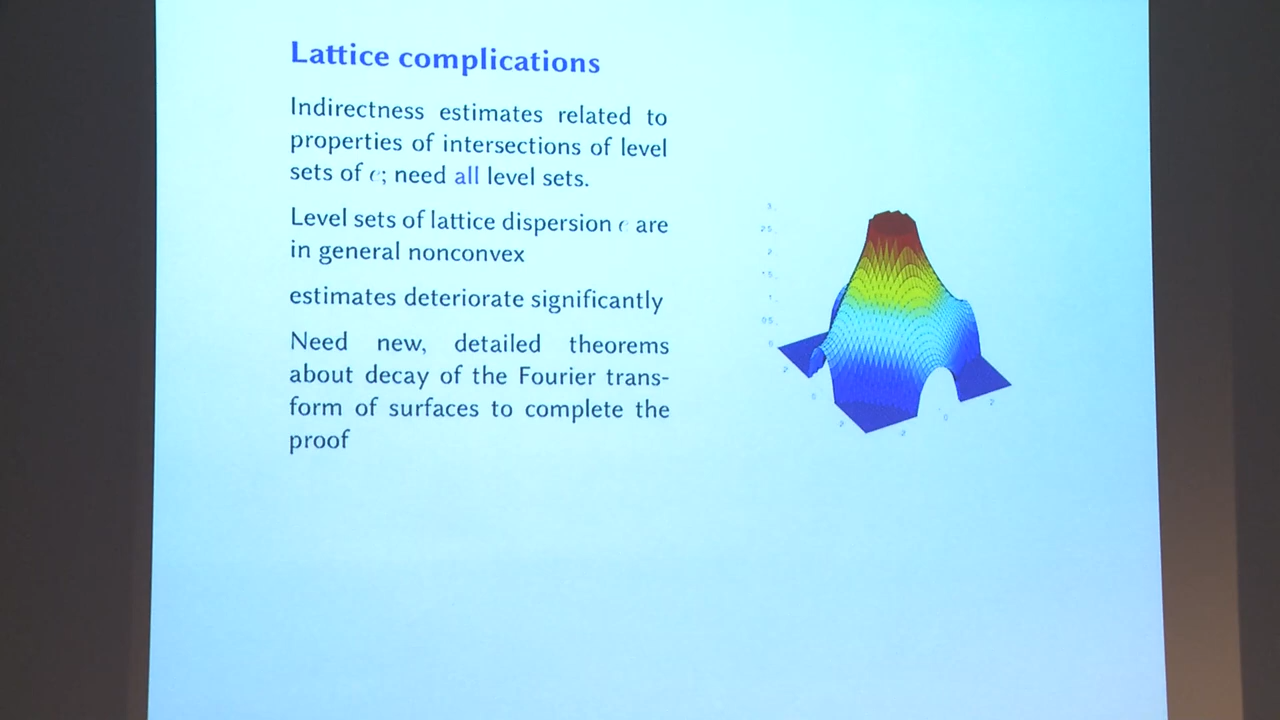 Lattice complications
Indirectness estimates related to
properties of intersections of level
sets of e; need all level sets.
Level sets of lattice dispersion e are
in general nonconvex
estimates deteriorate significantly
Need new, detailed theorems
about decay of the Fourier trans-
form of surfaces to complete the
proof